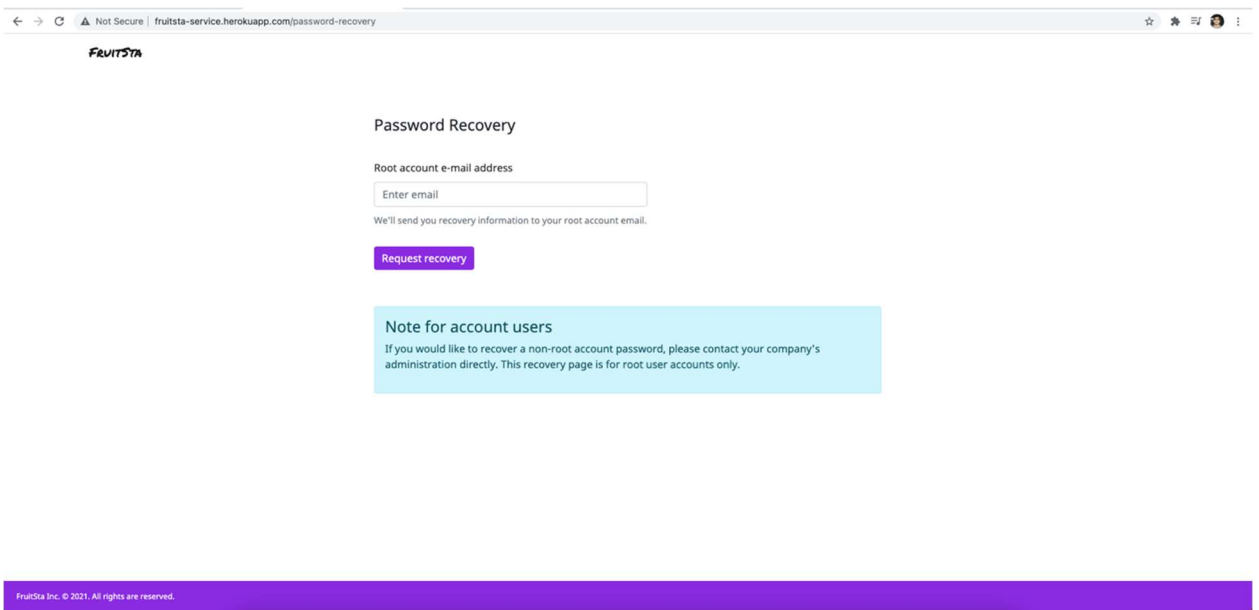 Not Secure | fruitsta-service.herokuapp.com/password-recovery
FRUITSTA
Password Recovery
Root account e-mail address
Enter email
We'll send you recovery information to your root account email.
Request recovery
Note for account users
If you would like to recover a non-root account password, please contact your company's
administration directly. This recovery page is for root user accounts only.
FruitSta Inc. © 2021. All rights are reserved.